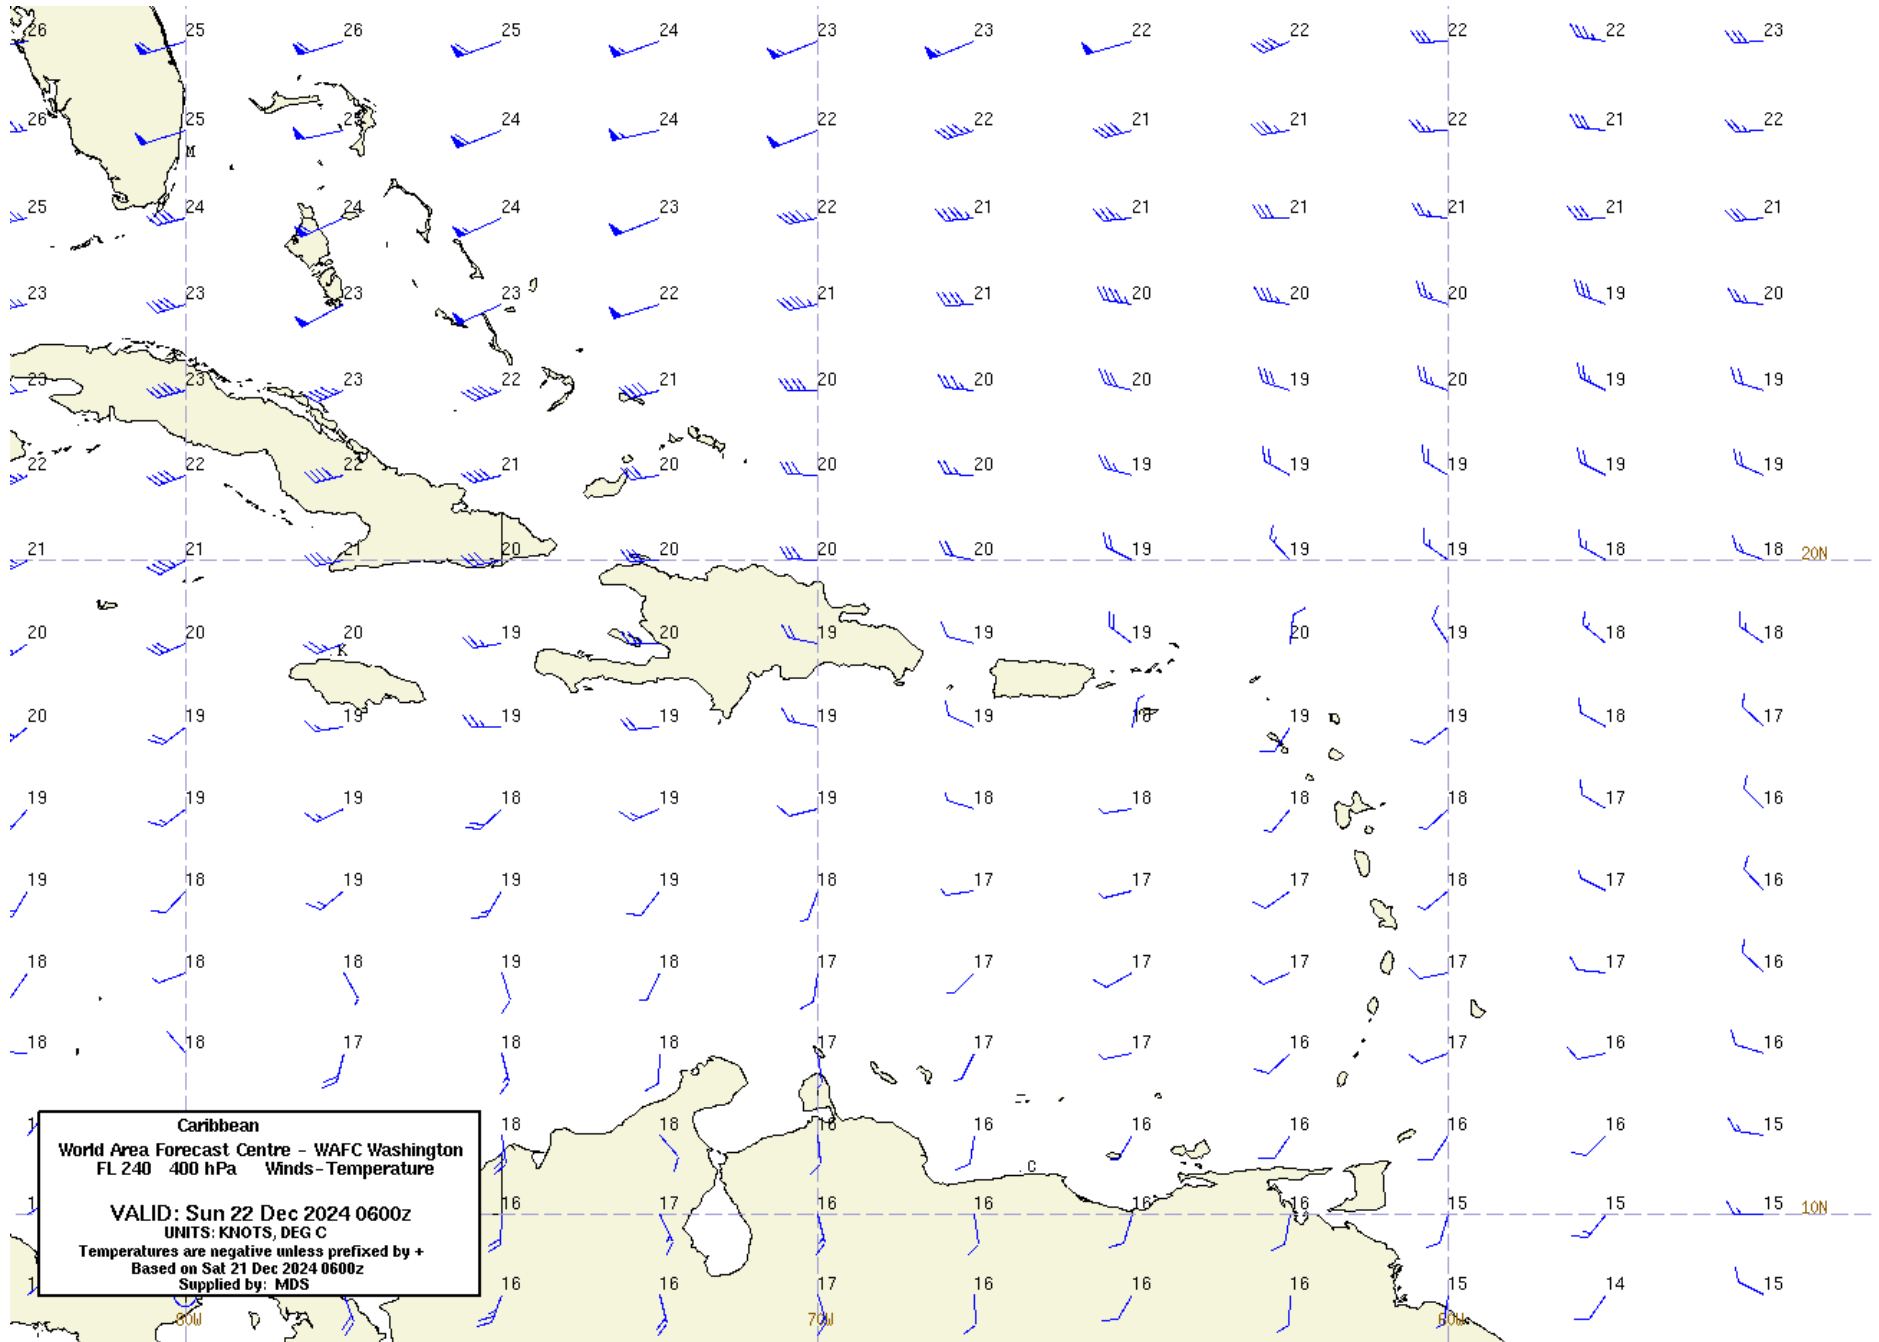 26 25 26 25 24 23 23 22 22 22 22 23
26 25 25 24 24 22 22 21 21 22 21 22
M
25 24 24 24 23 22 21 21 21 21 21 21
23 23 23 23 22 21 21 20 20 20 19 20
23 23 23 22 21 20 20 20 19 20 19 19
22 22 22 21 20 20 20 19 19 19 19 19
21 21 21 20 20 20 20 19 19 19 18 18 20N
20 20 20 19 20 19 19 19 20 19 18 18
K
20 19 19 19 19 19 19 18 19 19 18 17
19 19 19 18 19 19 18 18 18 18 17 16
19 18 19 19 19 18 17 17 17 18 17 16
18 18 18 19 18 17 17 17 17 17 17 16
18 18 17 18 18 17 17 17 16 17 16 16
18 18 16 16 16 16 16 16 15
C
16 17 16 16 16 16 15 15 15 10N
16 16 17 16 16 16 15 14 15
80W 70W 60W
Caribbean
World Area Forecast Centre - WAFC Washington
FL 240 400 hPa Winds-Temperature
VALID: Sun 22 Dec 2024 0600z
UNITS: KNOTS, DEG C
Temperatures are negative unless prefixed by +
Based on Sat 21 Dec 2024 0600z
Supplied by: MDS